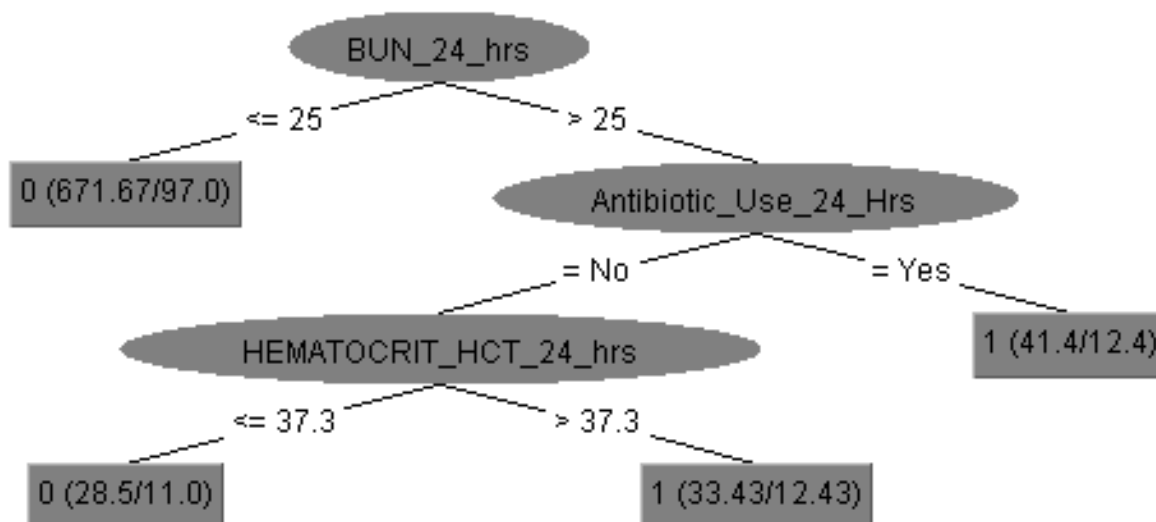 BUN_24_hrs
<= 25
> 25
0 (671.67/97.0)
Antibiotic_Use_24_Hrs
= No
= Yes
HEMATOCRIT_HCT_24_hrs
1 (41.4/12.4)
<= 37.3
> 37.3
0 (28.5/11.0)
1 (33.43/12.43)